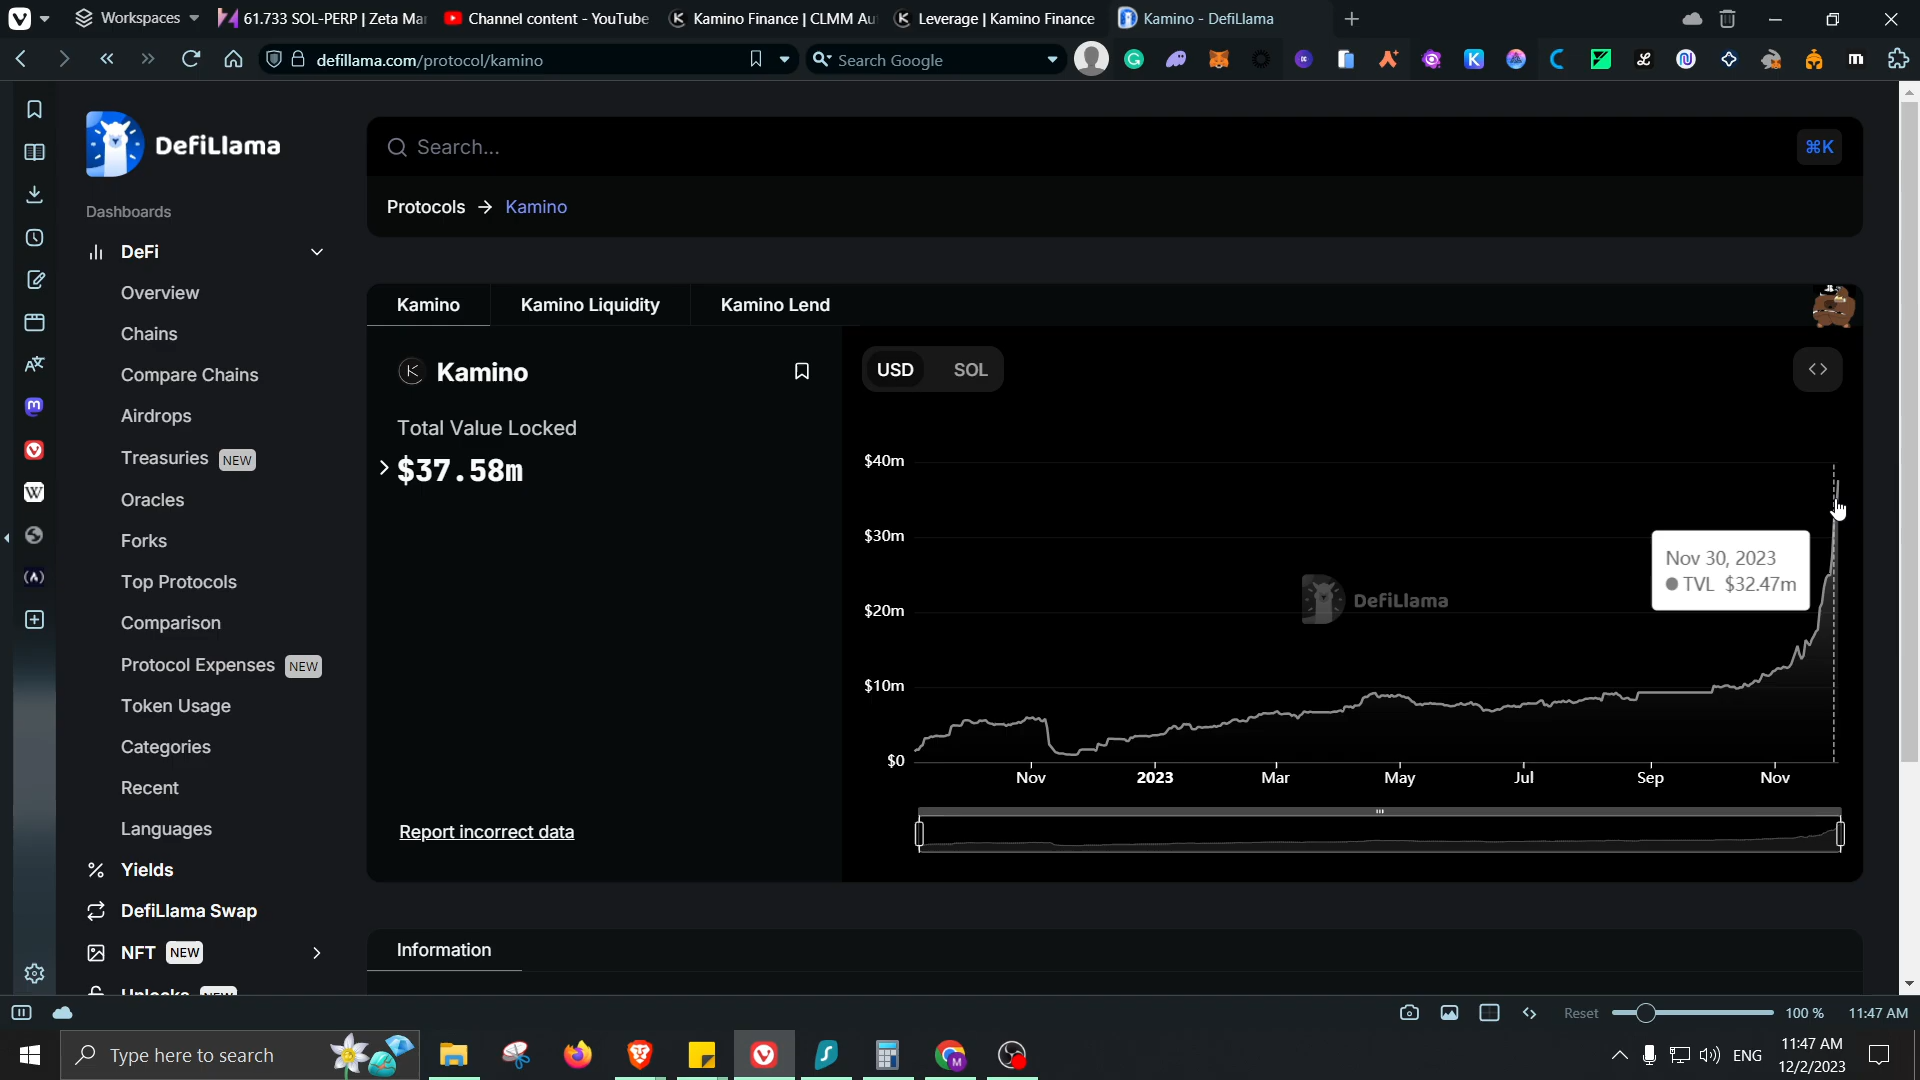 Workspaces
61.733 SOL-PERP | Zeta Mar
Channel content - YouTube
Kamino Finance | CLMM Au
Leverage | Kamino Finance
Kamino - DefiLlama
defillama.com/protocol/kamino
Search Google
DefiLlama
Search...
⌘K
Protocols → Kamino
Dashboards
DeFi
Overview
Chains
Compare Chains
Airdrops
Treasuries NEW
Oracles
Forks
Top Protocols
Comparison
Protocol Expenses NEW
Token Usage
Categories
Recent
Languages
Yields
DefiLlama Swap
NFT NEW
Kamino
Kamino Liquidity
Kamino Lend
Kamino
Total Value Locked
$37.58m
Report incorrect data
USD
SOL
$40m
$30m
$20m
$10m
$0
Nov
2023
Mar
May
Jul
Sep
Nov
DefiLlama
Nov 30, 2023
TVL $32.47m
Information
Reset
100 %
11:47 AM
Type here to search
ENG
11:47 AM
12/2/2023